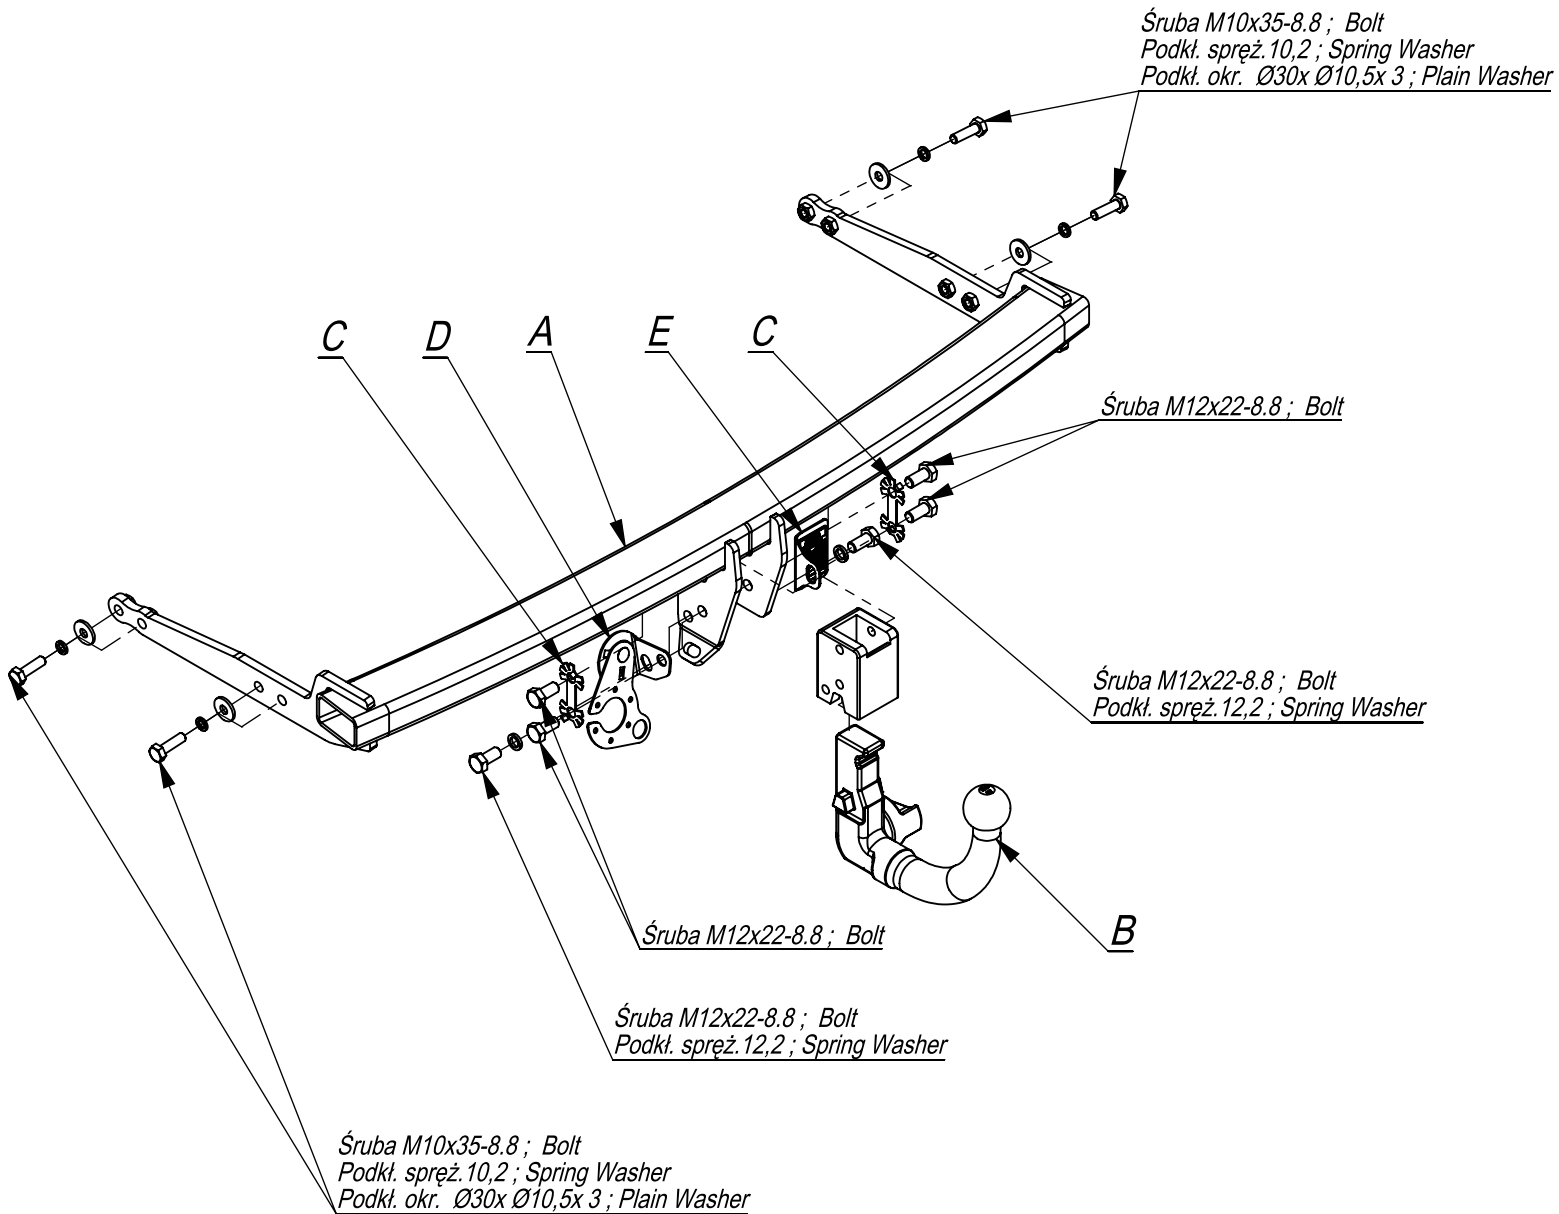 Śruba M10x35-8.8 ; Bolt
Podkł. spręż.10,2 ; Spring Washer
Podkł. okr. Ø30x Ø10,5x 3 ; Plain Washer
C
D
A
E
C
Śruba M12x22-8.8 ; Bolt
Śruba M12x22-8.8 ; Bolt
Podkł. spręż.12,2 ; Spring Washer
B
Śruba M12x22-8.8 ; Bolt
Śruba M12x22-8.8 ; Bolt
Podkł. spręż.12,2 ; Spring Washer
Śruba M10x35-8.8 ; Bolt
Podkł. spręż.10,2 ; Spring Washer
Podkł. okr. Ø30x Ø10,5x 3 ; Plain Washer